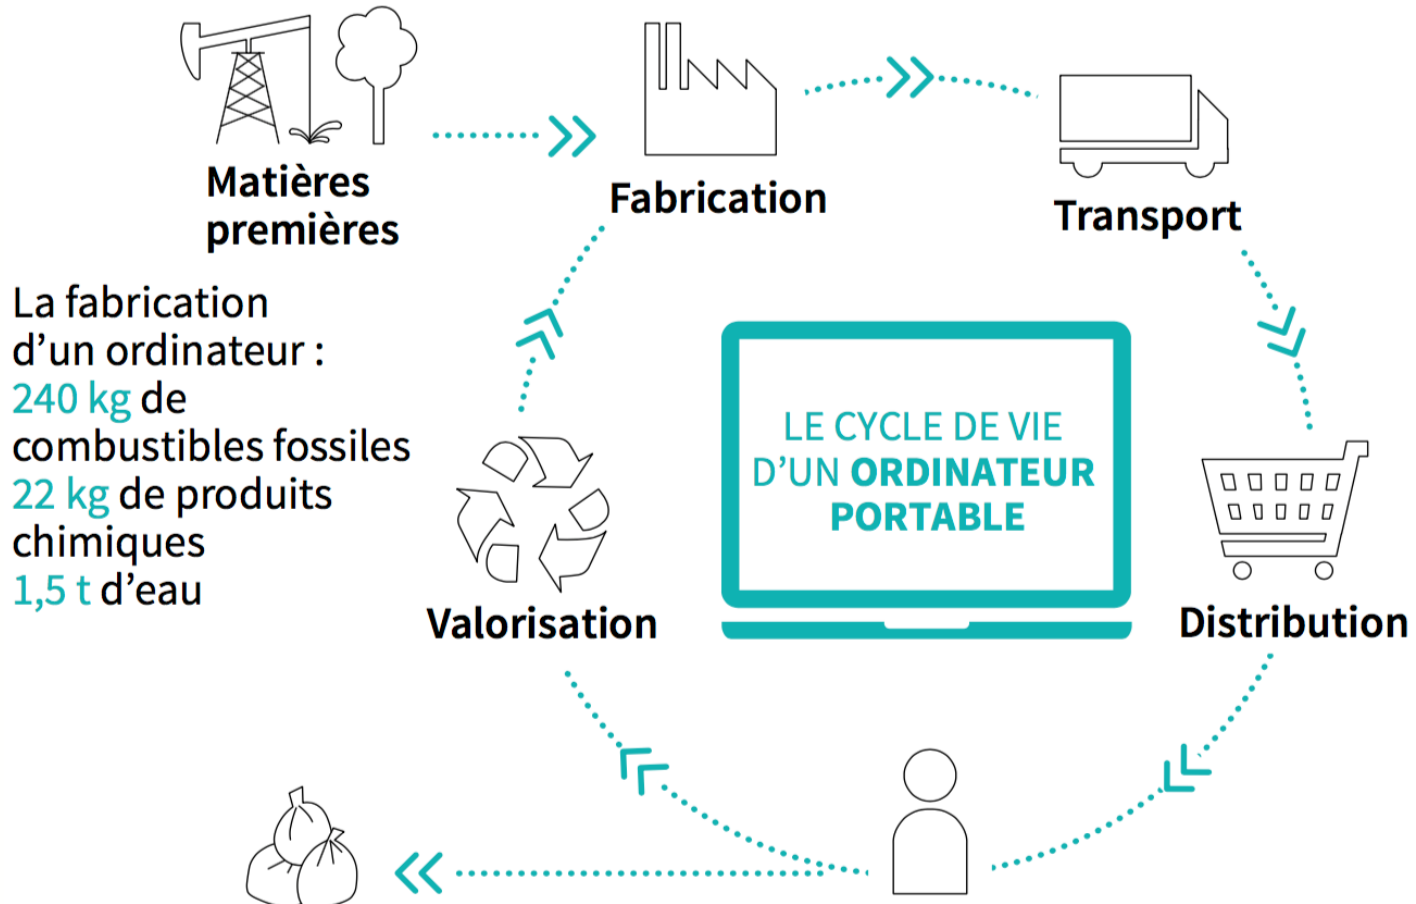 Matières
premières
Fabrication
Transport
La fabrication
d’un ordinateur :
240 kg de
combustibles fossiles
22 kg de produits
chimiques
1,5 t d’eau
LE CYCLE DE VIE
D’UN ORDINATEUR
PORTABLE
Valorisation
Distribution